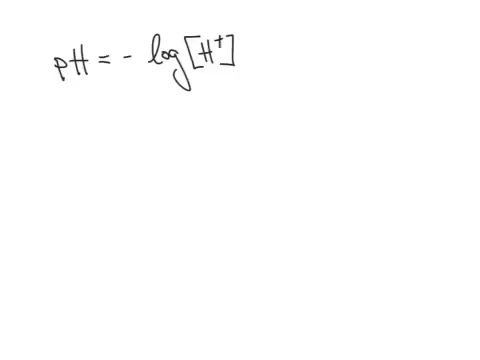 pH = - log[H⁺]